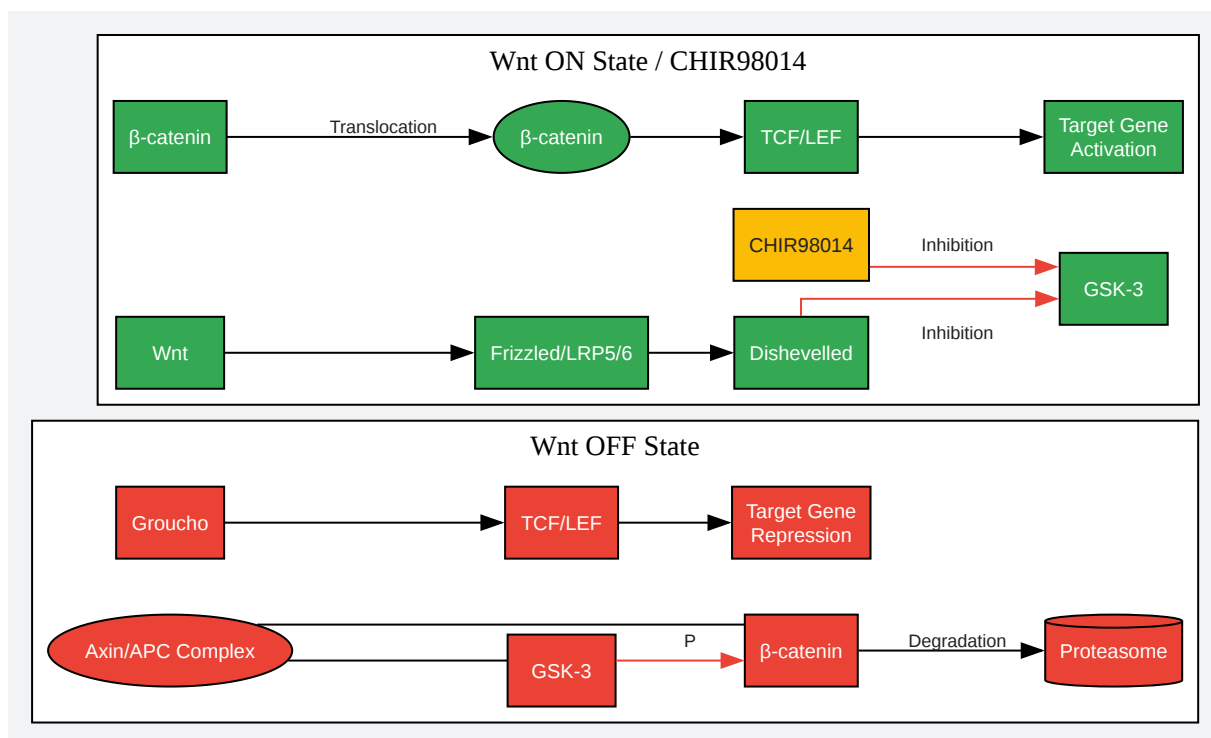 Wnt ON State / CHIR98014
β-catenin
Translocation
β-catenin
TCF/LEF
Target Gene
Activation
CHIR98014
Inhibition
GSK-3
Wnt
Frizzled/LRP5/6
Dishevelled
Inhibition
Wnt OFF State
Groucho
TCF/LEF
Target Gene
Repression
Axin/APC Complex
GSK-3
P
β-catenin
Degradation
Proteasome